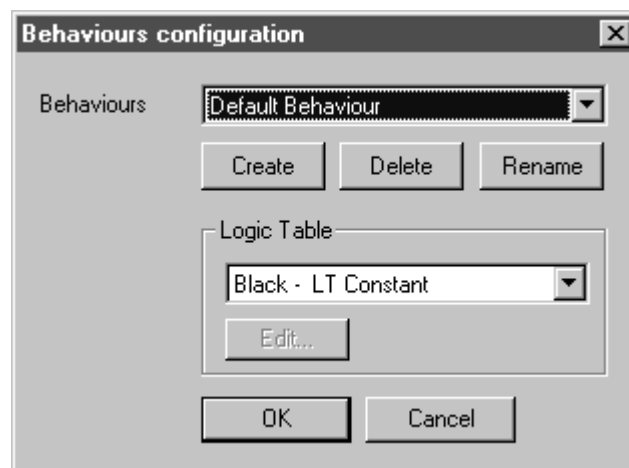 Behaviours configuration
Behaviours Default Behaviour
Create Delete Rename
Logic Table
Black - LT Constant
Edit...
OK Cancel